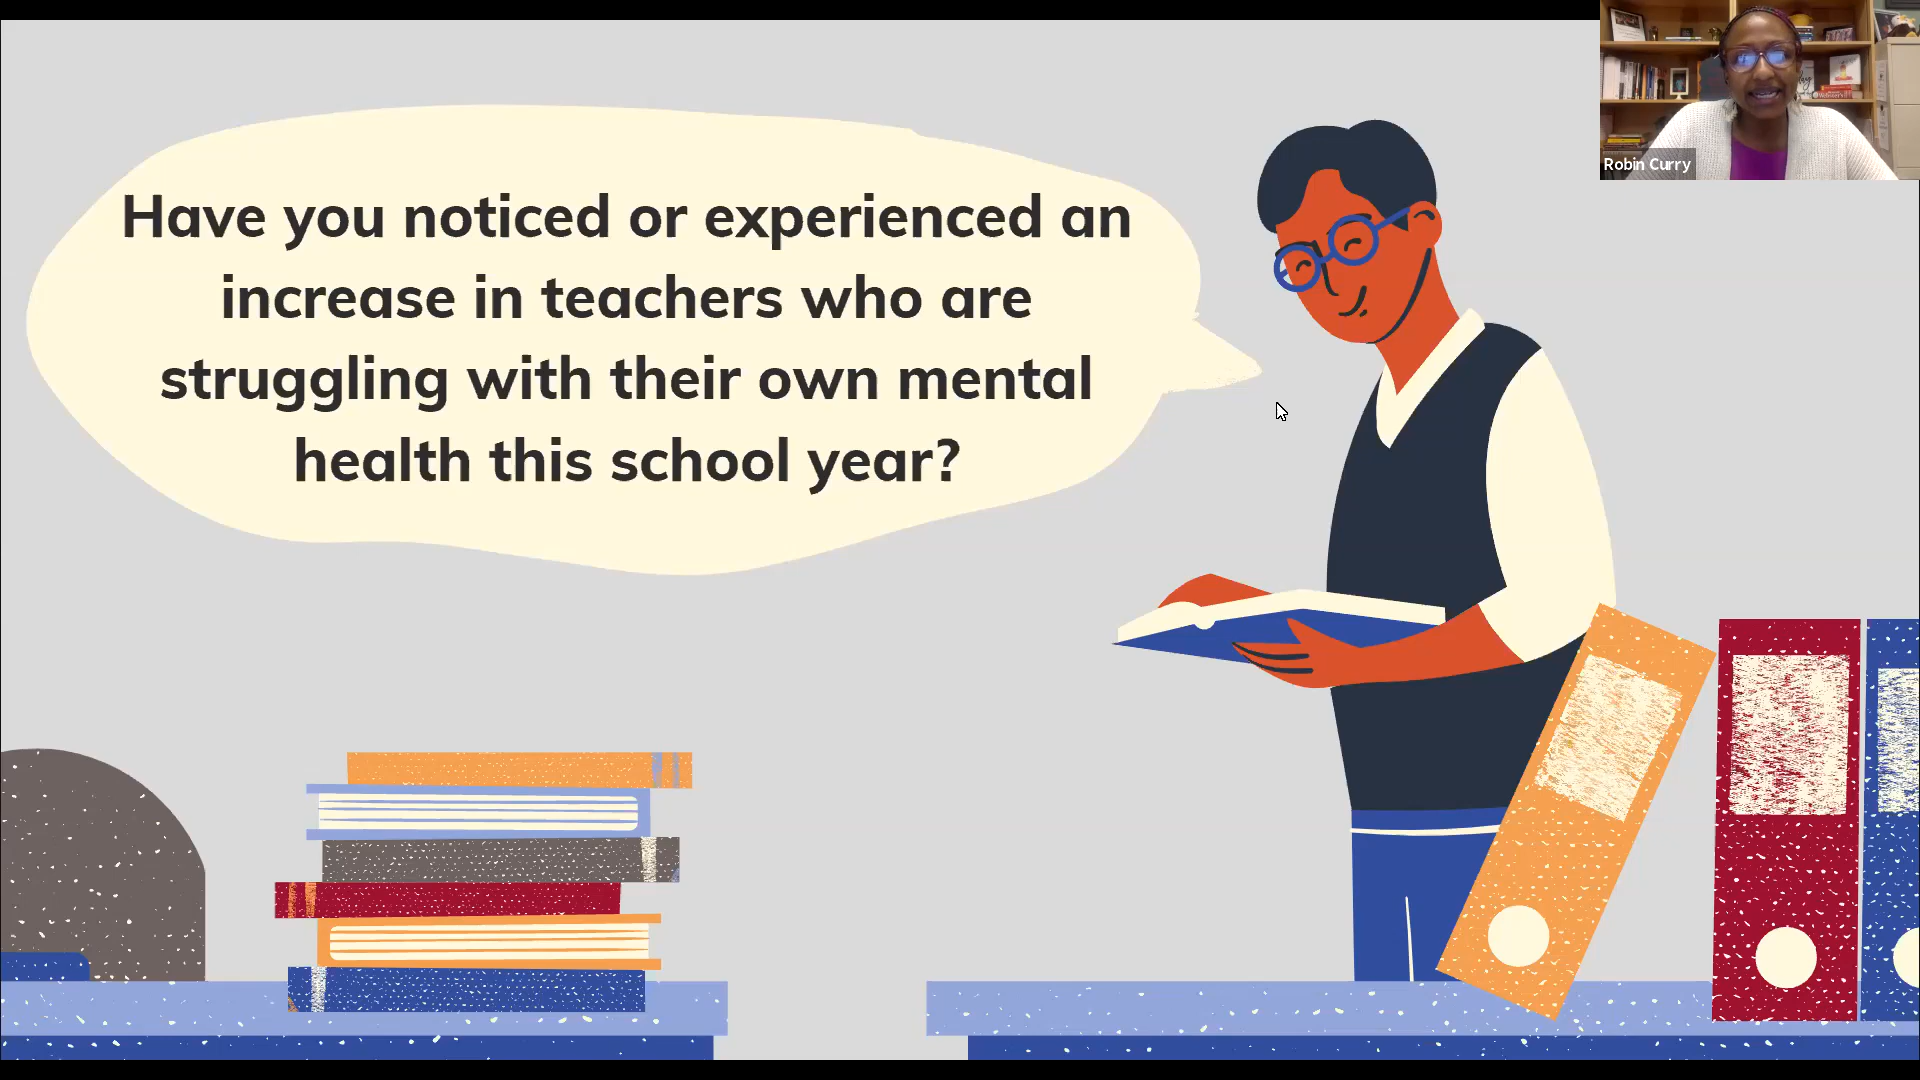 Have you noticed or experienced an
increase in teachers who are
struggling with their own mental
health this school year?
Robin Curry